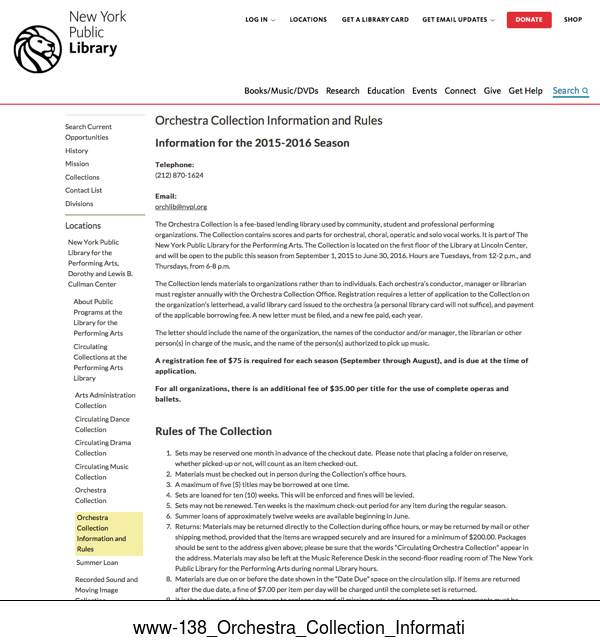 New York
Public
Library
LOG IN
LOCATIONS
GET A LIBRARY CARD
GET EMAIL UPDATES
DONATE
SHOP
Books/Music/DVDs Research Education Events Connect Give Get Help Search
Search Current
Opportunities
History
Mission
Collections
Contact List
Divisions
Locations
New York Public
Library for the
Performing Arts,
Dorothy and Lewis B.
Cullman Center
About Public
Programs at the
Library for the
Performing Arts
Circulating
Collections at the
Performing Arts
Library
Arts Administration
Collection
Circulating Dance
Collection
Circulating Drama
Collection
Circulating Music
Collection
Orchestra
Collection
Orchestra
Collection
Information and
Rules
Summer Loan
Recorded Sound and
Moving Image
Orchestra Collection Information and Rules
Information for the 2015-2016 Season
Telephone:
(212) 870-1624
Email:
orchlib@nypl.org
The Orchestra Collection is a fee-based lending library used by community, student and professional performing
organizations. The Collection contains scores and parts for orchestral, choral, operatic and solo vocal works. It is part of The
New York Public Library for the Performing Arts. The Collection is located on the first floor of the Library at Lincoln Center,
and will be open to the public this season from September 1, 2015 to June 30, 2016. Hours are Tuesdays, from 12-2 p.m., and
Thursdays, from 6-8 p.m.
The Collection lends materials to organizations rather than to individuals. Each orchestra's conductor, manager or librarian
must register annually with the Orchestra Collection Office. Registration requires a letter of application to the Collection on
the organization's letterhead, a valid library card issued to the orchestra (a personal library card will not suffice), and payment
of the applicable borrowing fee. A new letter must be filed, and a new fee paid, each year.
The letter should include the name of the organization, the names of the conductor and/or manager, the librarian or other
person(s) in charge of the music, and the name of the person(s) authorized to pick up music.
A registration fee of $75 is required for each season (September through August), and is due at the time of
application.
For all organizations, there is an additional fee of $35.00 per title for the use of complete operas and
ballets.
Rules of The Collection
1. Sets may be reserved one month in advance of the checkout date. Please note that placing a folder on reserve,
whether picked-up or not, will count as an item checked-out.
2. Materials must be checked out in person during the Collection's office hours.
3. A maximum of five (5) titles may be borrowed at one time.
4. Sets are loaned for ten (10) weeks. This will be enforced and fines will be levied.
5. Sets may not be renewed. Ten weeks is the maximum check-out period for any item during the regular season.
6. Summer loans of approximately twelve weeks are available beginning in June.
7. Returns: Materials may be returned directly to the Collection during office hours, or may be returned by mail or other
shipping method, provided that the items are wrapped securely and are insured for a minimum of $200.00. Packages
should be sent to the address given above; please be sure that the words "Circulating Orchestra Collection" appear in
the address. Materials may also be left at the Music Reference Desk in the second-floor reading room of The New York
Public Library for the Performing Arts during normal Library hours.
8. Materials are due on or before the date shown in the "Date Due" space on the circulation slip. If items are returned
after the due date, a fine of $7.00 per item per day will be charged until the complete set is returned.
www-138_Orchestra_Collection_Informati